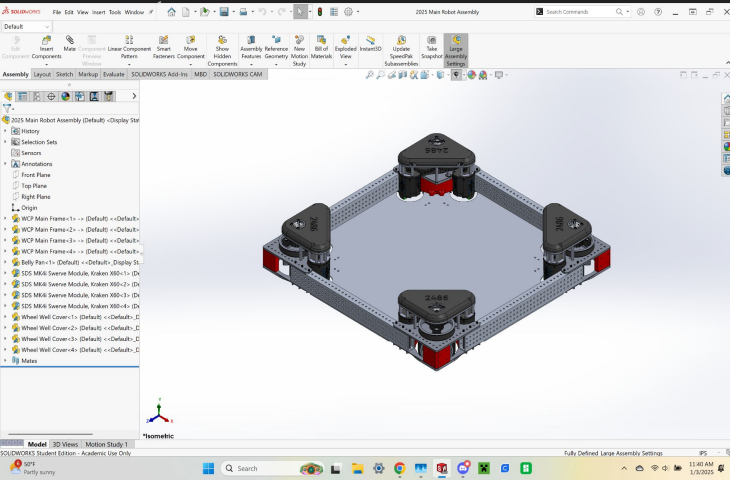 SOLIDWORKS File Edit View Insert Tools Window
2025 Main Robot Assembly
Search Commands
Default
Edit Component
Insert Components
Mate
Component Preview Window
Linear Component Pattern
Smart Fasteners
Move Component
Show Hidden Components
Assembly Features
Reference Geometry
New Motion Study
Bill of Materials
Exploded View
Instant3D
Update SpeedPak Subassemblies
Take Snapshot
Large Assembly Settings
Assembly Layout Sketch Markup Evaluate SOLIDWORKS Add-Ins MBD SOLIDWORKS CAM
2025 Main Robot Assembly (Default) <Display Stat
History
Selection Sets
Sensors
Annotations
Front Plane
Top Plane
Right Plane
Origin
WCP Main Frame<1> -> (Default) <<Default>
WCP Main Frame<2> -> (Default) <<Default>
WCP Main Frame<3> -> (Default) <<Default>
WCP Main Frame<4> -> (Default) <<Default>
Belly Pan<1> (Default) <<Default>_Display St
SDS MK4i Swerve Module, Kraken X60<1> (D
SDS MK4i Swerve Module, Kraken X60<2> (D
SDS MK4i Swerve Module, Kraken X60<3> (D
SDS MK4i Swerve Module, Kraken X60<4> (D
Wheel Well Cover<1> (Default) <<Default>_D
Wheel Well Cover<2> (Default) <<Default>_D
Wheel Well Cover<3> (Default) <<Default>_D
Wheel Well Cover<4> (Default) <<Default>_D
Mates
2486
2486
2486
2486
Y
Z X
*Isometric
Model 3D Views Motion Study 1
SOLIDWORKS Student Edition - Academic Use Only
Fully Defined Large Assembly Settings IPS
50°F
Partly sunny
Search
11:40 AM
1/3/2025